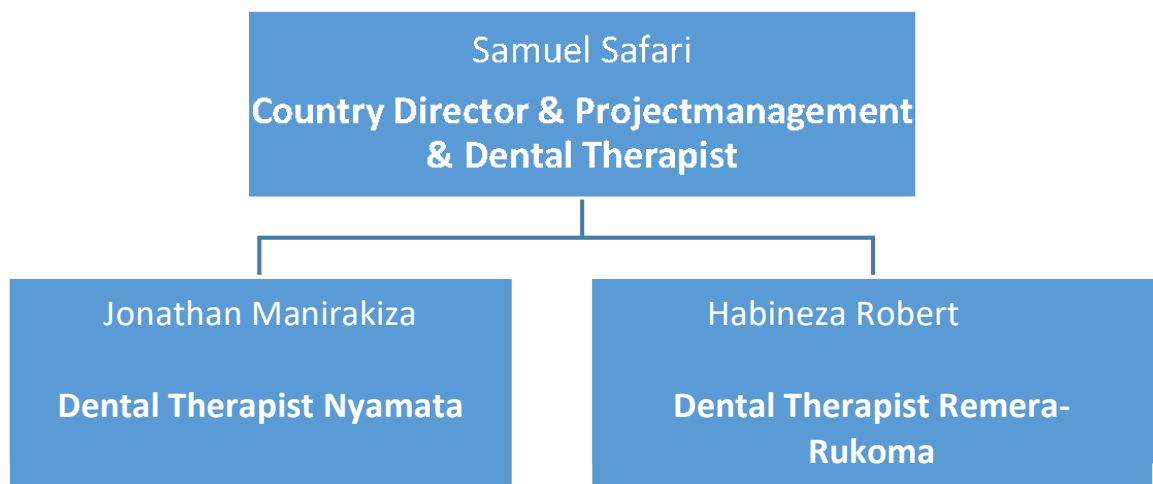 Samuel Safari
Country Director & Projectmanagement
& Dental Therapist
Jonathan Manirakiza
Dental Therapist Nyamata
Habineza Robert
Dental Therapist Remera-
Rukoma